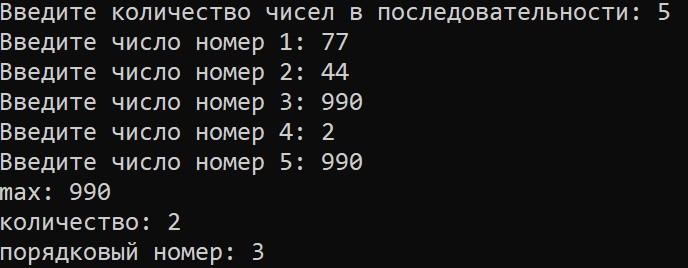 Введите количество чисел в последовательности: 5
Введите число номер 1: 77
Введите число номер 2: 44
Введите число номер 3: 990
Введите число номер 4: 2
Введите число номер 5: 990
max: 990
количество: 2
порядковый номер: 3